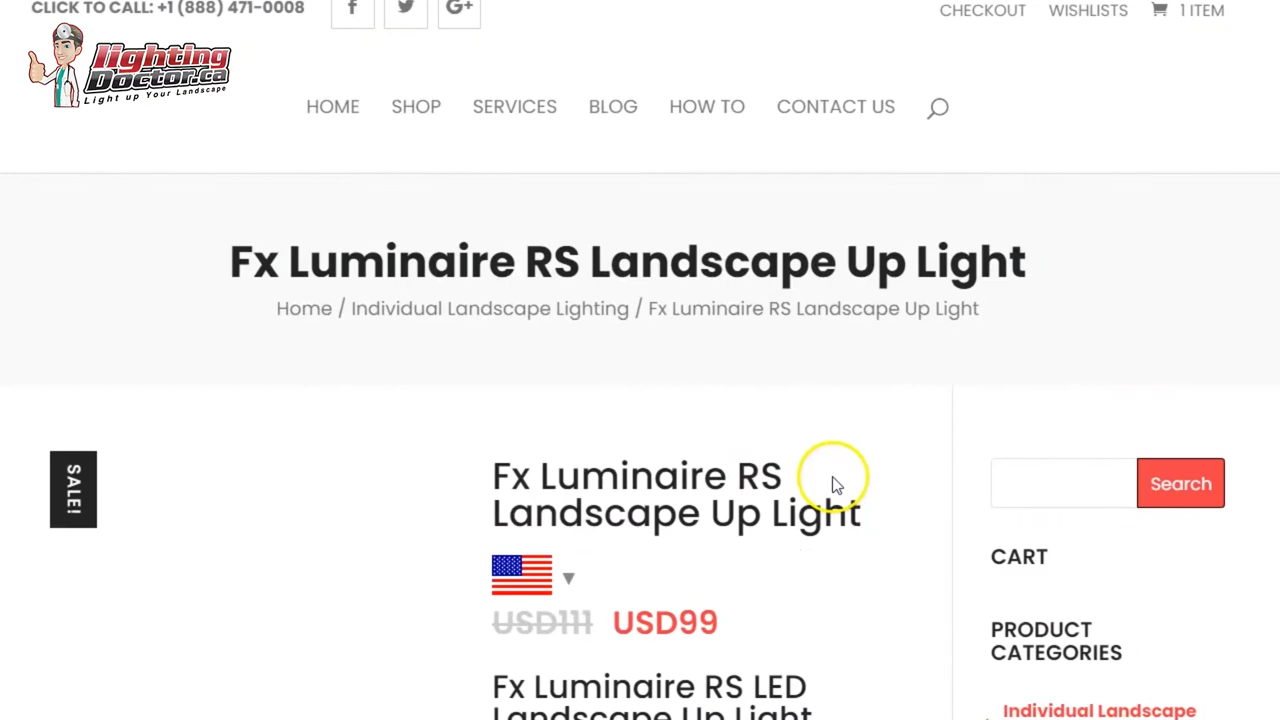 CLICK TO CALL: +1 (888) 471-0008
f
G+
CHECKOUT
WISHLISTS
1 ITEM
lighting
Doctor.ca
Light up Your Landscape
HOME
SHOP
SERVICES
BLOG
HOW TO
CONTACT US
Fx Luminaire RS Landscape Up Light
Home / Individual Landscape Lighting / Fx Luminaire RS Landscape Up Light
SALE!
Fx Luminaire RS
Landscape Up Light
USD111 USD99
Fx Luminaire RS LED
Landscape Up Light
Search
CART
PRODUCT
CATEGORIES
Individual Landscape